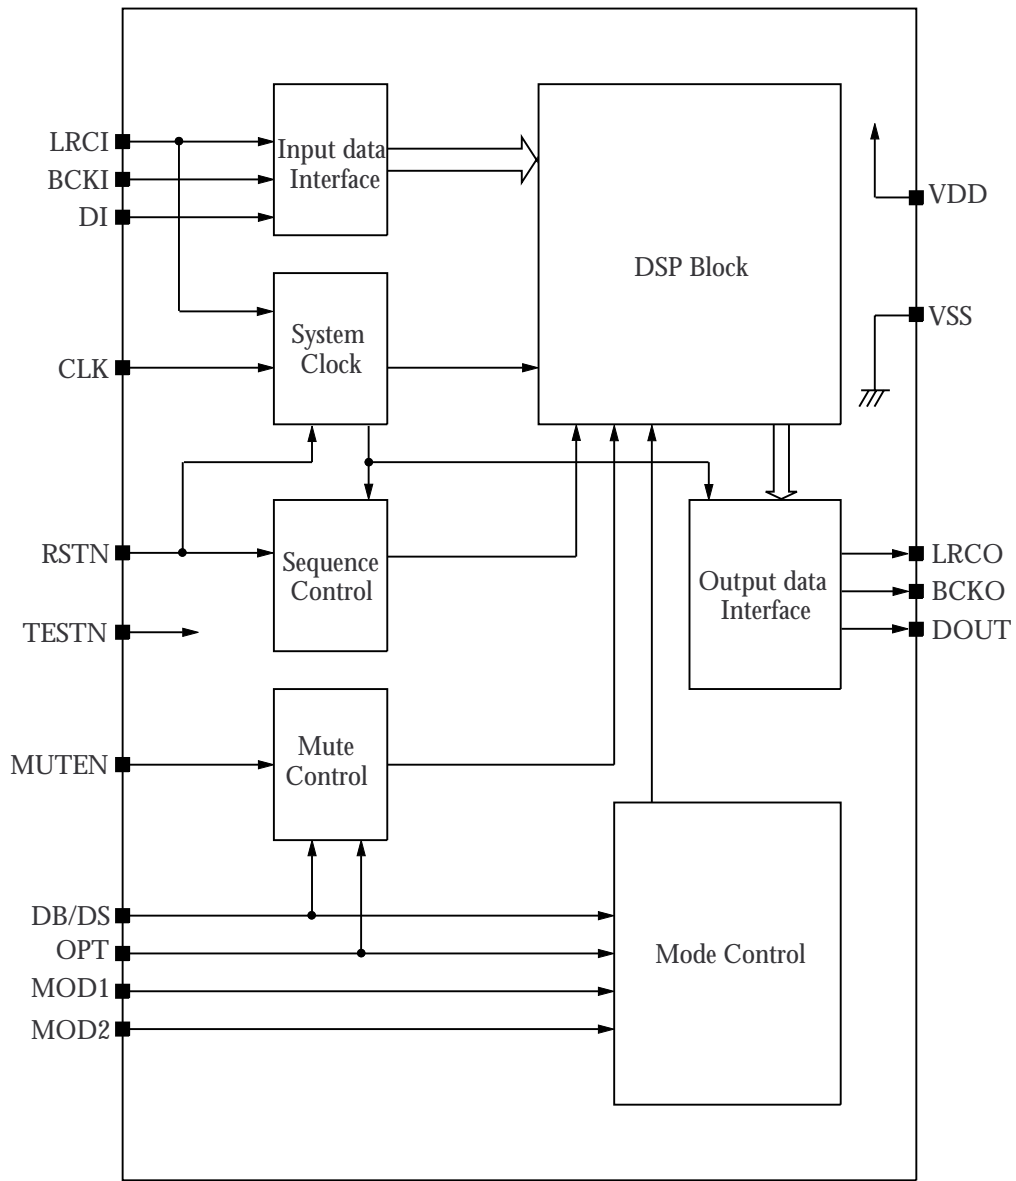 LRCI
BCKI
DI
Input data
Interface
DSP Block
VDD
VSS
System
Clock
CLK
RSTN
Sequence
Control
TESTN
Output data
Interface
LRCO
BCKO
DOUT
MUTEN
Mute
Control
DB/DS
OPT
MOD1
MOD2
Mode Control